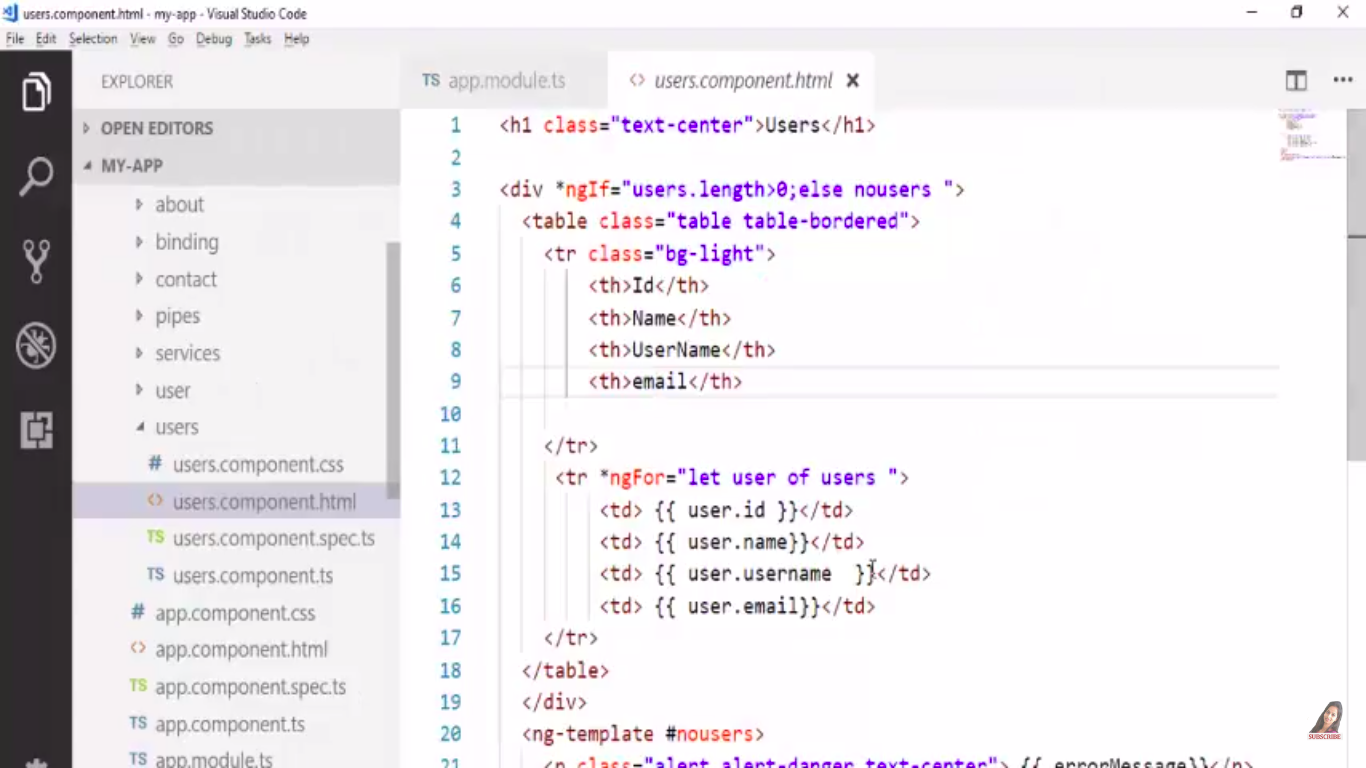 users.component.html - my-app - Visual Studio Code
File Edit Selection View Go Debug Tasks Help
EXPLORER
OPEN EDITORS
MY-APP
about
binding
contact
pipes
services
user
users
# users.component.css
<> users.component.html
TS users.component.spec.ts
TS users.component.ts
# app.component.css
<> app.component.html
TS app.component.spec.ts
TS app.component.ts
TS app.module.ts
TS app.module.ts
<> users.component.html
1 <h1 class="text-center">Users</h1>
2
3 <div *ngIf="users.length>0;else nousers ">
4 <table class="table table-bordered">
5 <tr class="bg-light">
6 <th>Id</th>
7 <th>Name</th>
8 <th>UserName</th>
9 <th>email</th>
10
11 </tr>
12 <tr *ngFor="let user of users ">
13 <td> {{ user.id }}</td>
14 <td> {{ user.name}}</td>
15 <td> {{ user.username  }}</td>
16 <td> {{ user.email}}</td>
17 </tr>
18 </table>
19 </div>
20 <ng-template #nousers>
21 <p class="alert alert-danger text-center"> {{ errorMessage}}</p>
SUBSCRIBE